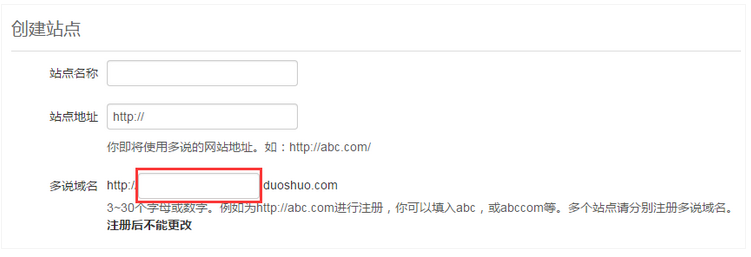 创建站点
站点名称
站点地址 http://
你即将使用多说的网站地址。如：http://abc.com/
多说域名 http:/ duoshuo.com
3~30个字母或数字。例如为http://abc.com进行注册，你可以填入abc，或abccom等。多个站点请分别注册多说域名。
注册后不能更改